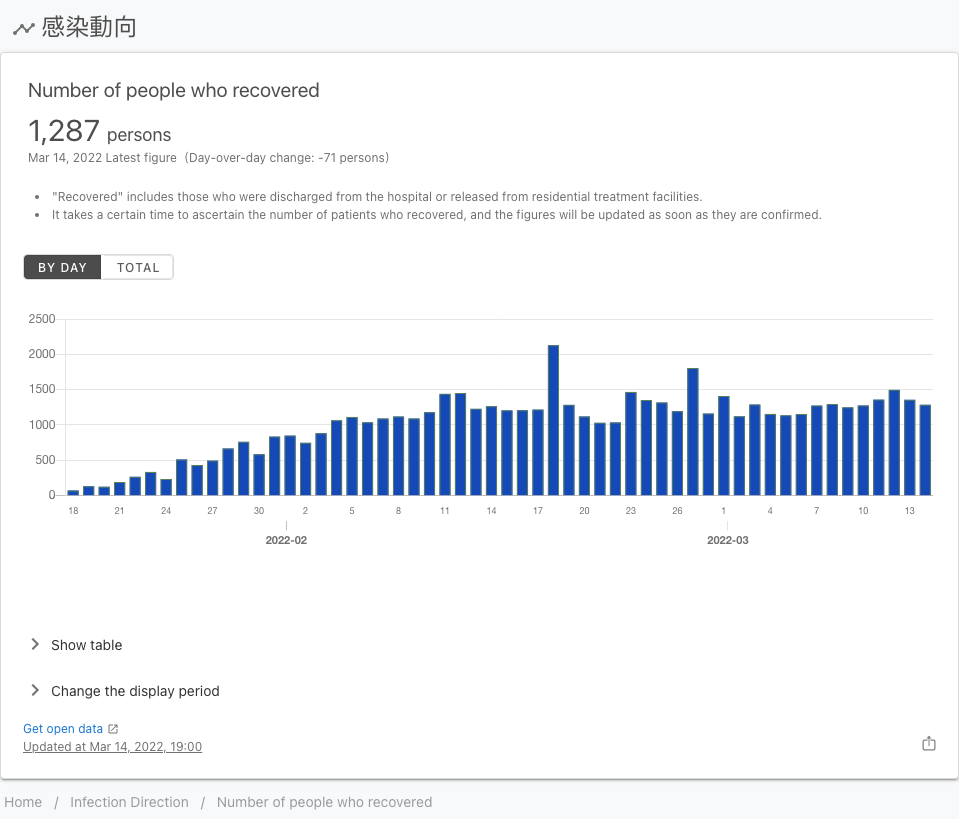 感染動向
Number of people who recovered
1,287 persons
Mar 14, 2022 Latest figure (Day-over-day change: -71 persons)
• "Recovered" includes those who were discharged from the hospital or released from residential treatment facilities.
• It takes a certain time to ascertain the number of patients who recovered, and the figures will be updated as soon as they are confirmed.
BY DAY TOTAL
2500
2000
1500
1000
500
0
18 21 24 27 30 2 5 8 11 14 17 20 23 26 1 4 7 10 13
2022-02 2022-03
Show table
Change the display period
Get open data
Updated at Mar 14, 2022, 19:00
Home / Infection Direction / Number of people who recovered